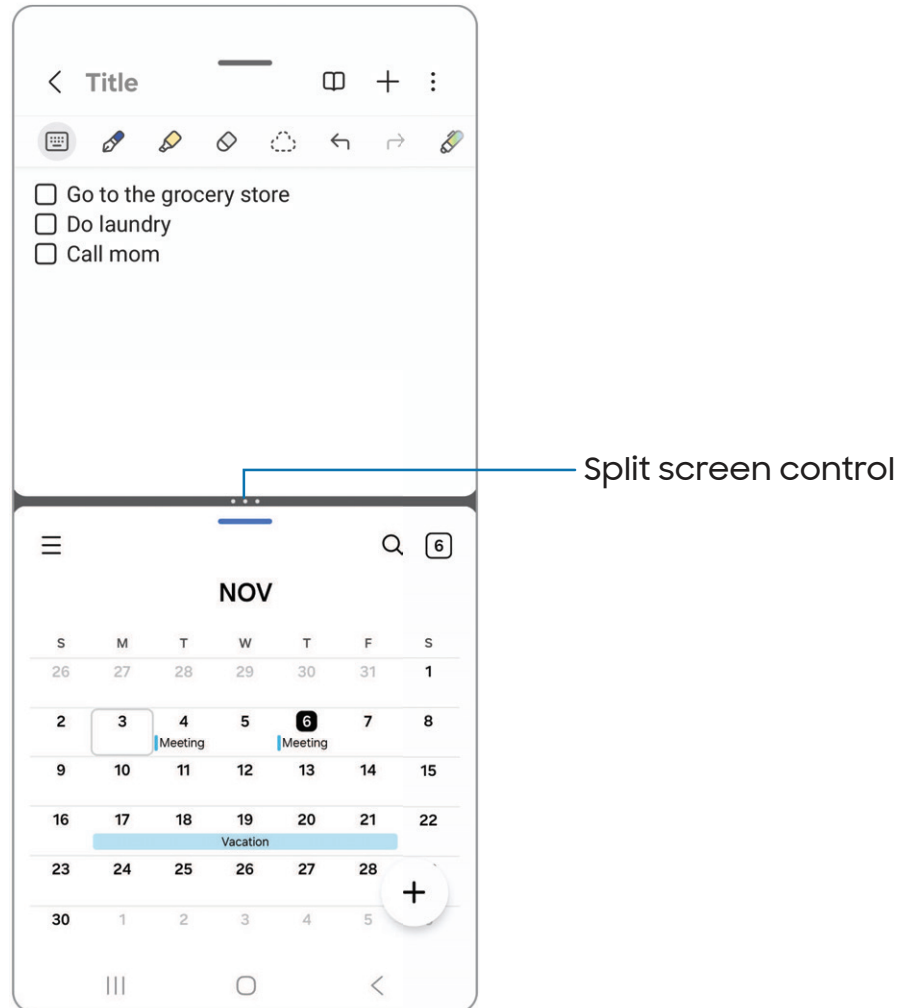 Title
Go to the grocery store
Do laundry
Call mom
Split screen control
6
NOV
S M T W T F S
26 27 28 29 30 31 1
2 3 4 5 6 7 8
Meeting Meeting
9 10 11 12 13 14 15
16 17 18 19 20 21 22
Vacation
23 24 25 26 27 28
30 1 2 3 4 5